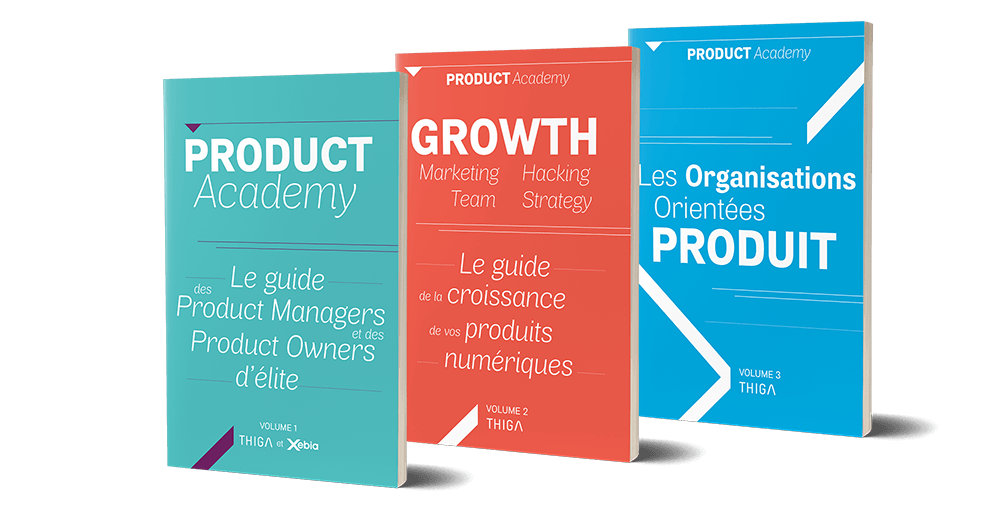 PRODUCT
Academy
Le guide
des
Product Managers
et des
Product Owners
d'élite
VOLUME 1
THIGA et Xebia
PRODUCT Academy
GROWTH
Marketing Hacking
Team Strategy
Le guide
de la croissance
de vos produits
numériques
VOLUME 2
THIGA
PRODUCT Academy
Les Organisations
Orientées
PRODUIT
VOLUME 3
THIGA